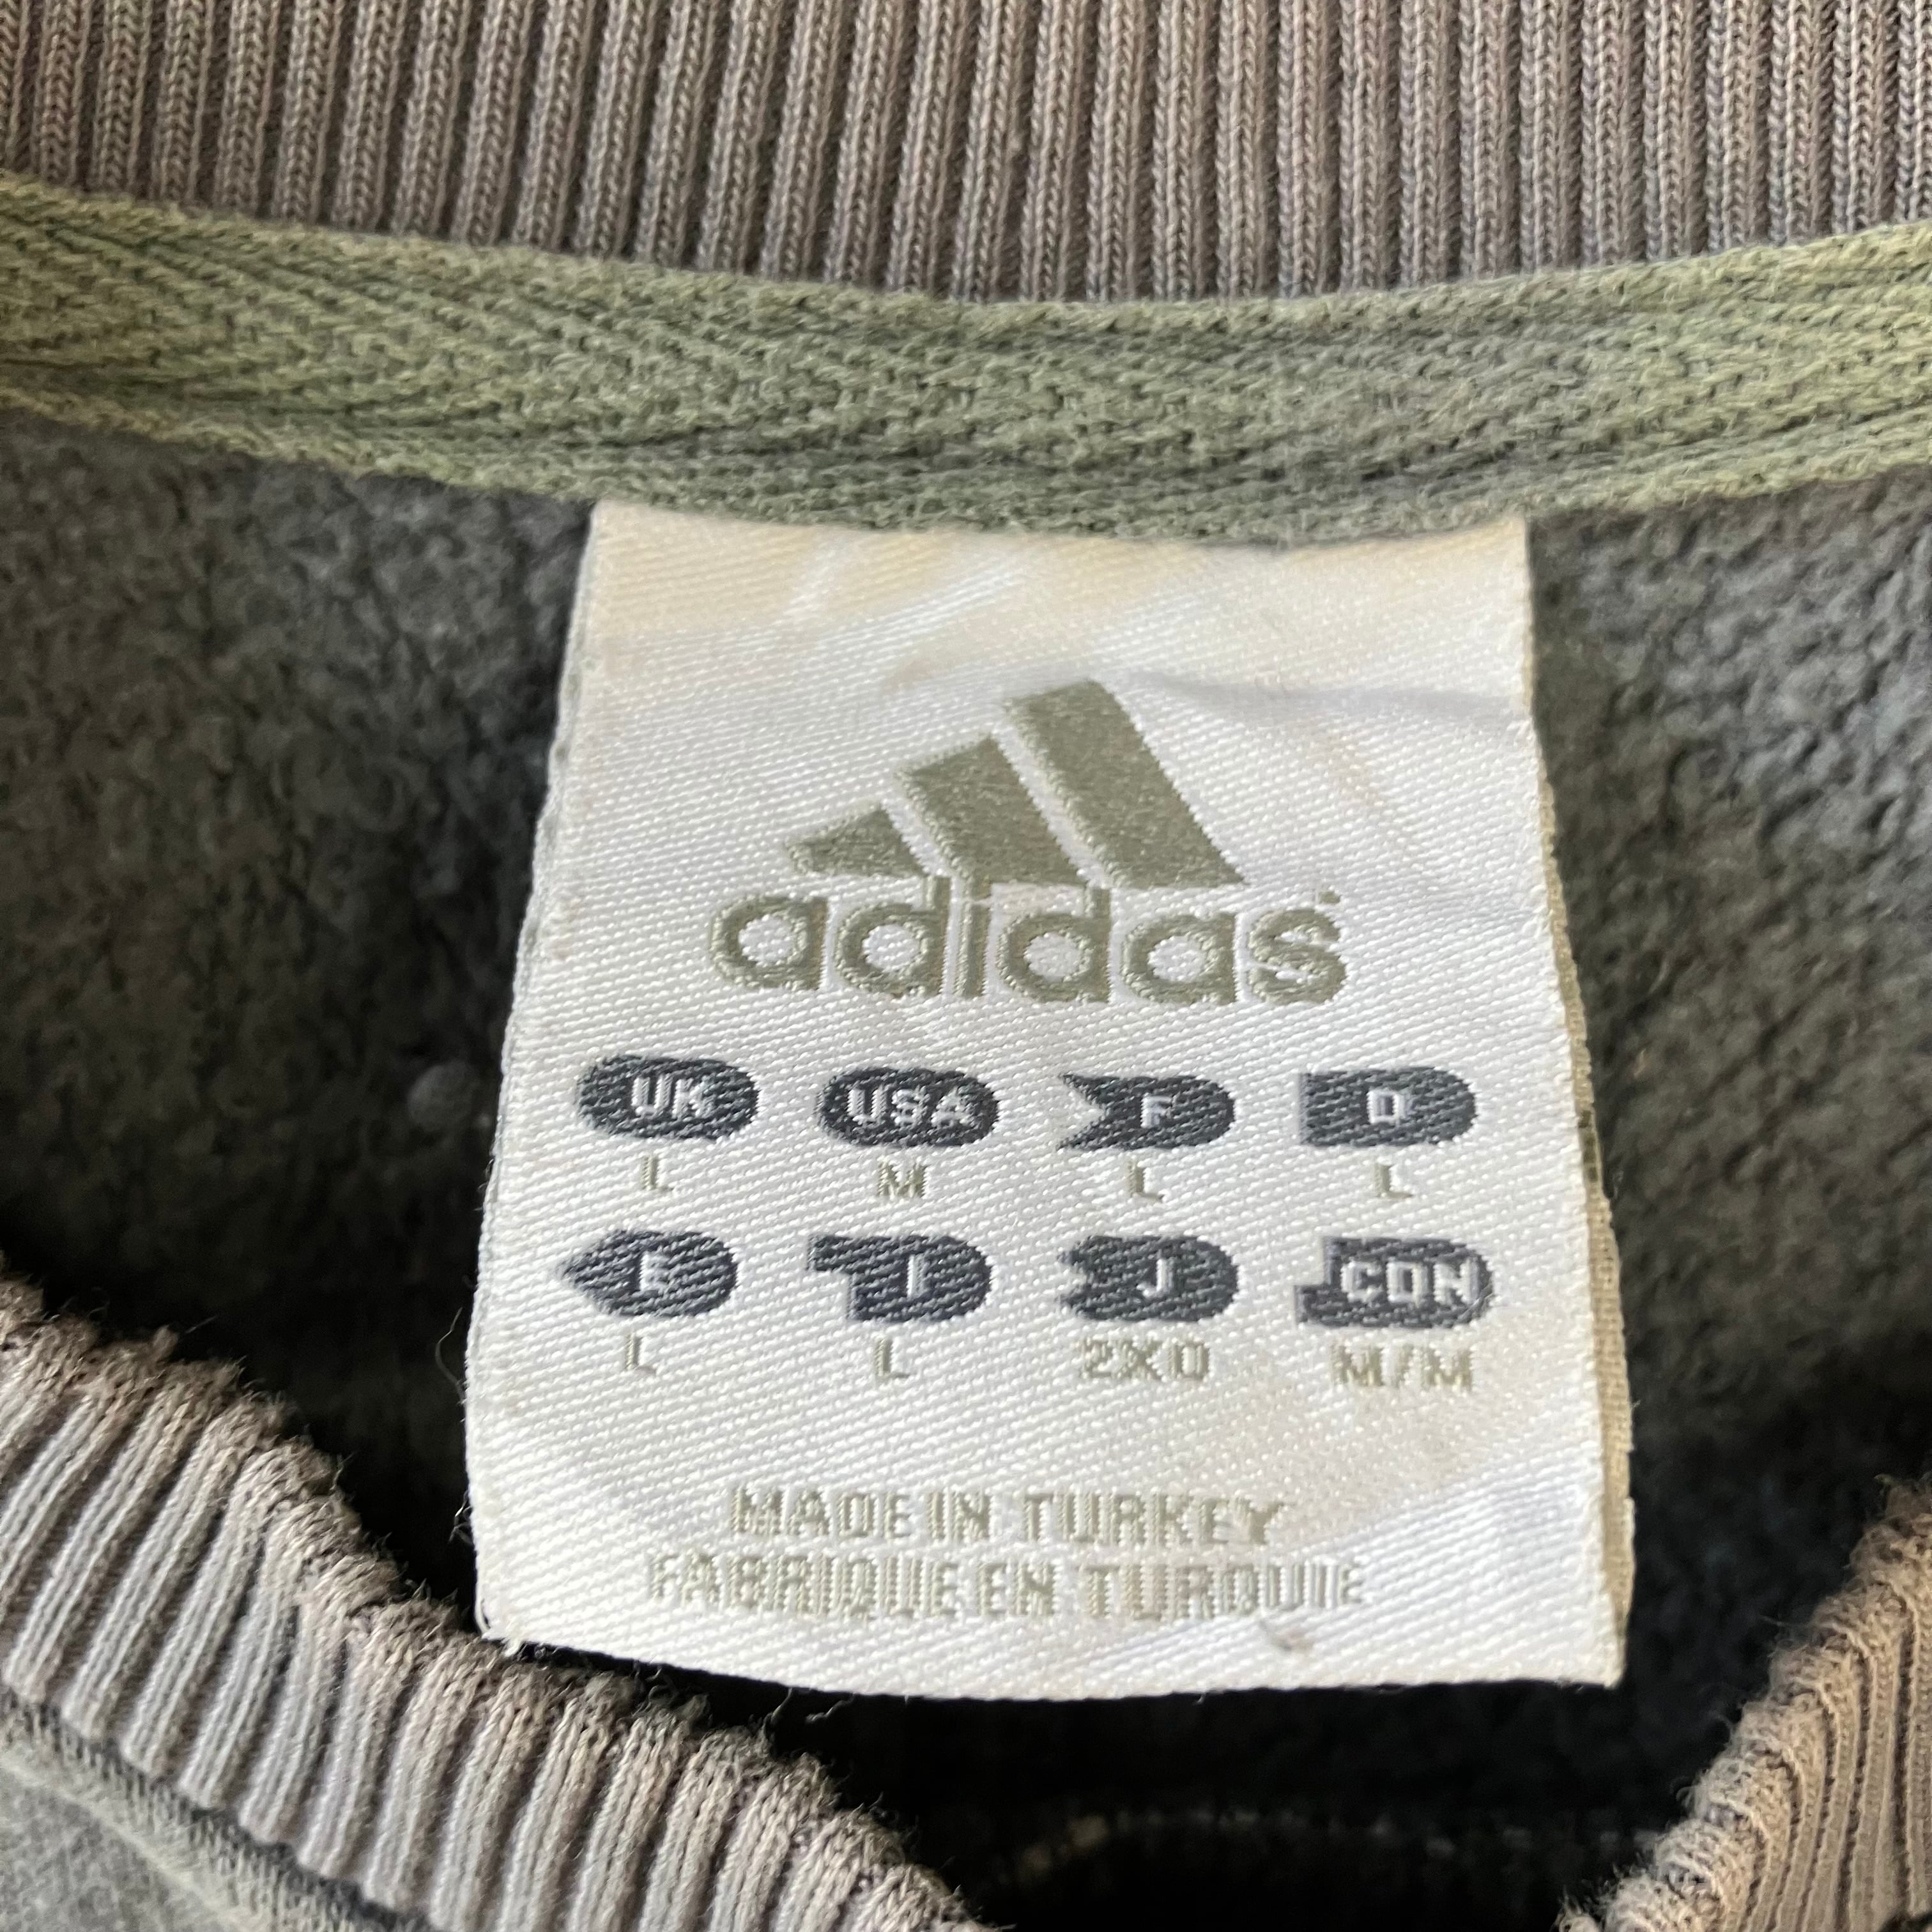 adidas
UK USA F D
L M L L
E I J CDN
L L 2XO M/M
MADE IN TURKEY
FABRIQUE EN TURQUIE